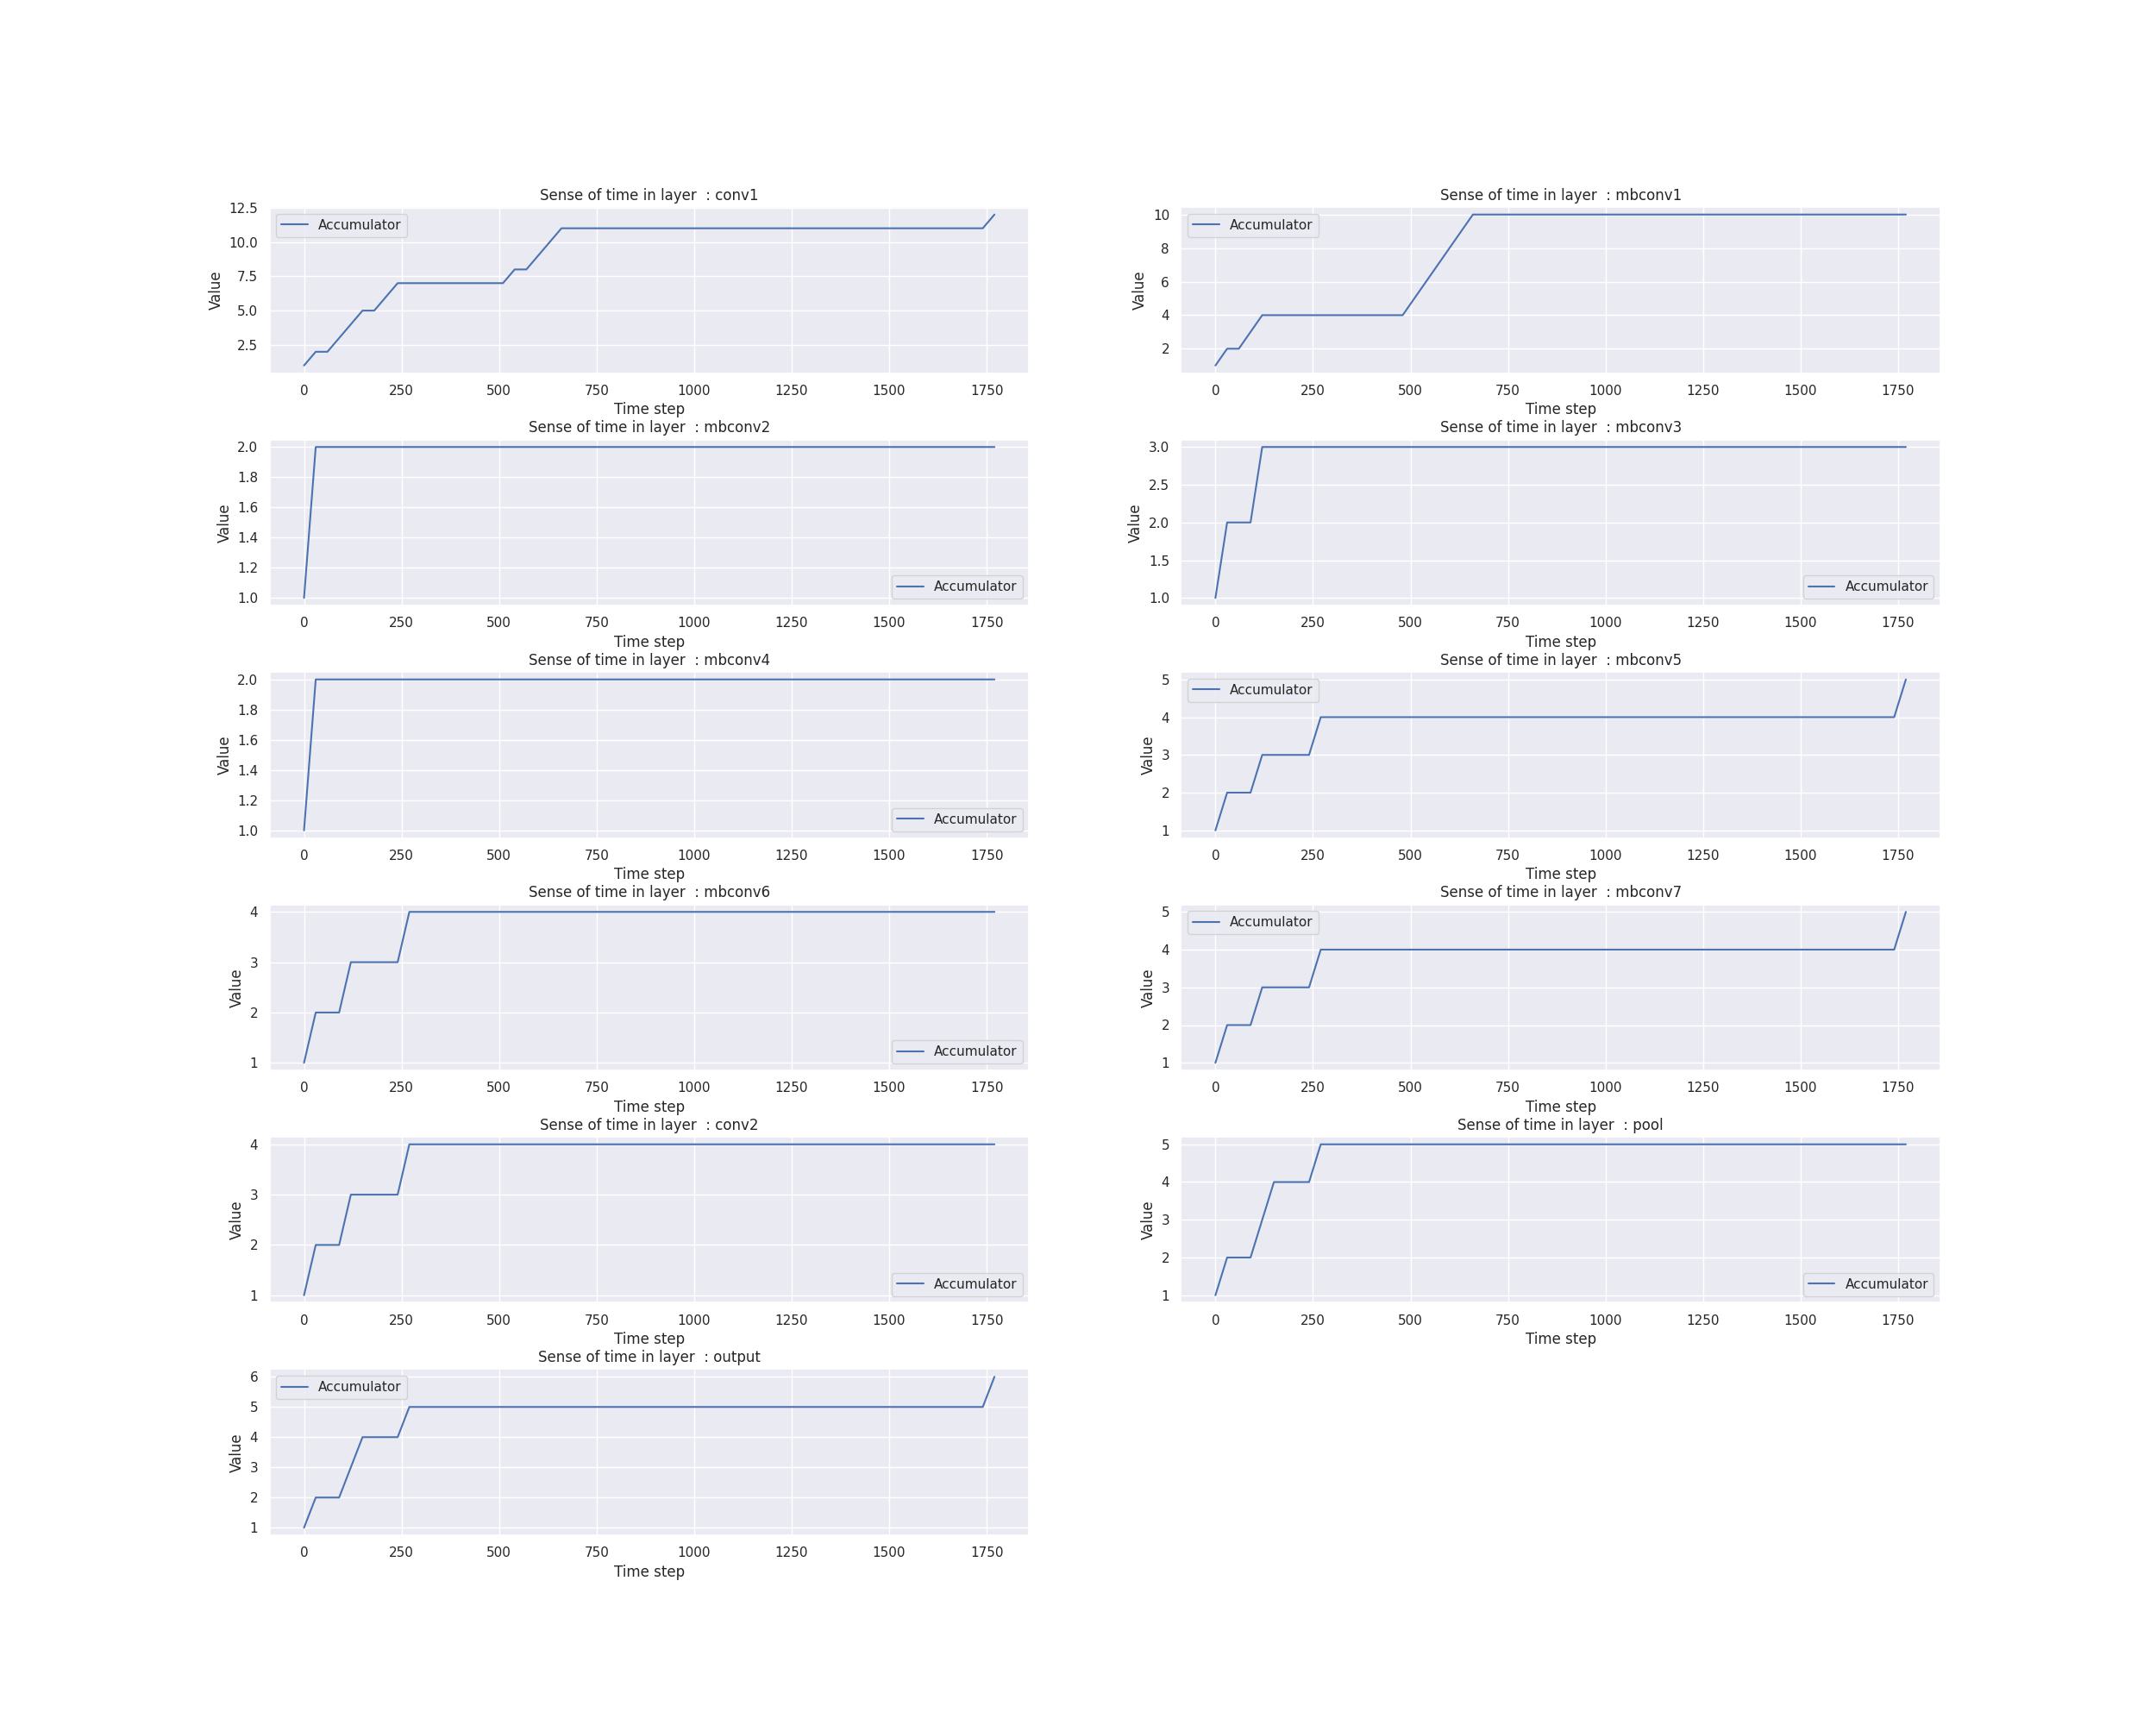 Sense of time in layer  : conv1
12.5
10.0
7.5
5.0
2.5
Value
Accumulator
0 250 500 750 1000 1250 1500 1750
Time step
Sense of time in layer  : mbconv1
10
8
6
4
2
Value
Accumulator
0 250 500 750 1000 1250 1500 1750
Time step
Sense of time in layer  : mbconv2
2.0
1.8
1.6
1.4
1.2
1.0
Value
Accumulator
0 250 500 750 1000 1250 1500 1750
Time step
Sense of time in layer  : mbconv3
3.0
2.5
2.0
1.5
1.0
Value
Accumulator
0 250 500 750 1000 1250 1500 1750
Time step
Sense of time in layer  : mbconv4
2.0
1.8
1.6
1.4
1.2
1.0
Value
Accumulator
0 250 500 750 1000 1250 1500 1750
Time step
Sense of time in layer  : mbconv5
5
4
3
2
1
Value
Accumulator
0 250 500 750 1000 1250 1500 1750
Time step
Sense of time in layer  : mbconv6
4
3
2
1
Value
Accumulator
0 250 500 750 1000 1250 1500 1750
Time step
Sense of time in layer  : mbconv7
5
4
3
2
1
Value
Accumulator
0 250 500 750 1000 1250 1500 1750
Time step
Sense of time in layer  : conv2
4
3
2
1
Value
Accumulator
0 250 500 750 1000 1250 1500 1750
Time step
Sense of time in layer  : pool
5
4
3
2
1
Value
Accumulator
0 250 500 750 1000 1250 1500 1750
Time step
Sense of time in layer  : output
6
5
4
3
2
1
Value
Accumulator
0 250 500 750 1000 1250 1500 1750
Time step